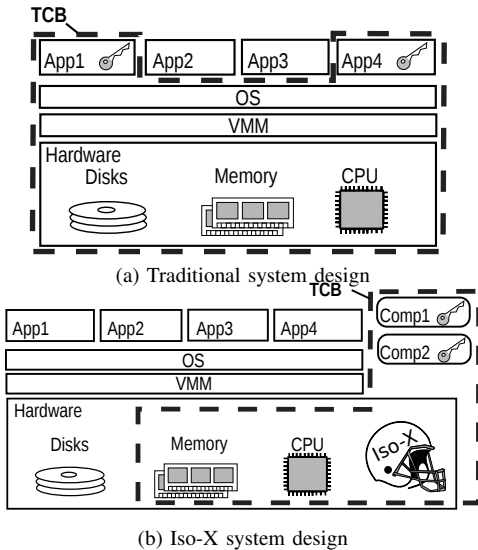 TCB
App1 App2 App3 App4
OS
VMM
Hardware
Disks Memory CPU
(a) Traditional system design
TCB
Comp1
App1 App2 App3 App4
Comp2
OS
VMM
Hardware
Disks Memory CPU Iso-X
(b) Iso-X system design